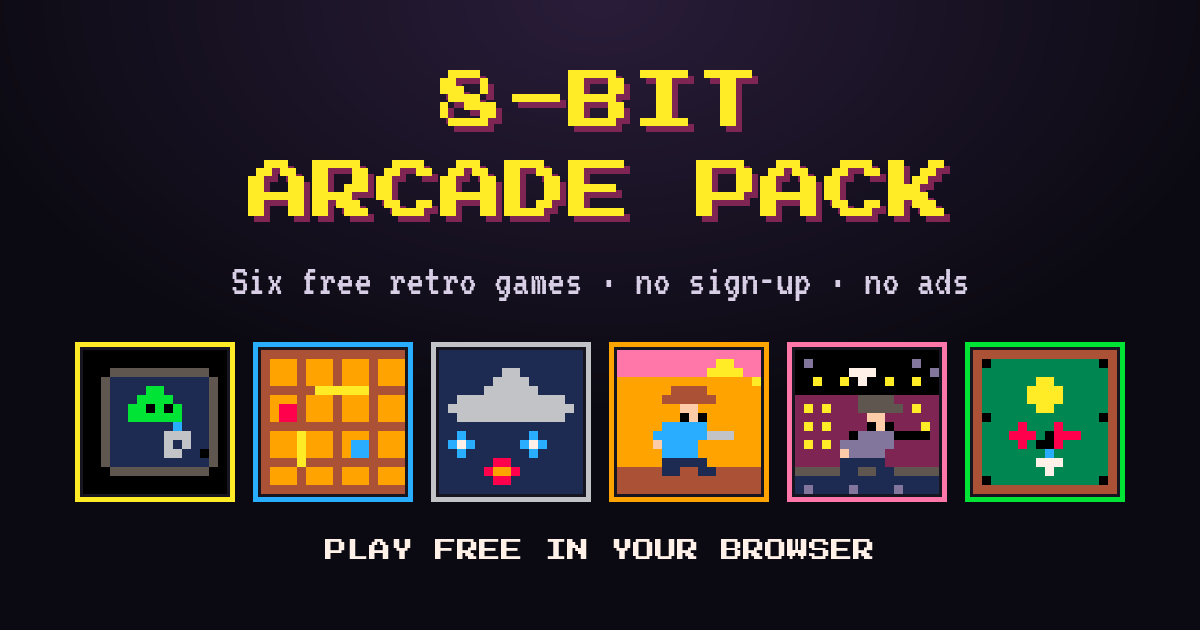 8-BIT
ARCADE PACK
Six free retro games · no sign-up · no ads
PLAY FREE IN YOUR BROWSER